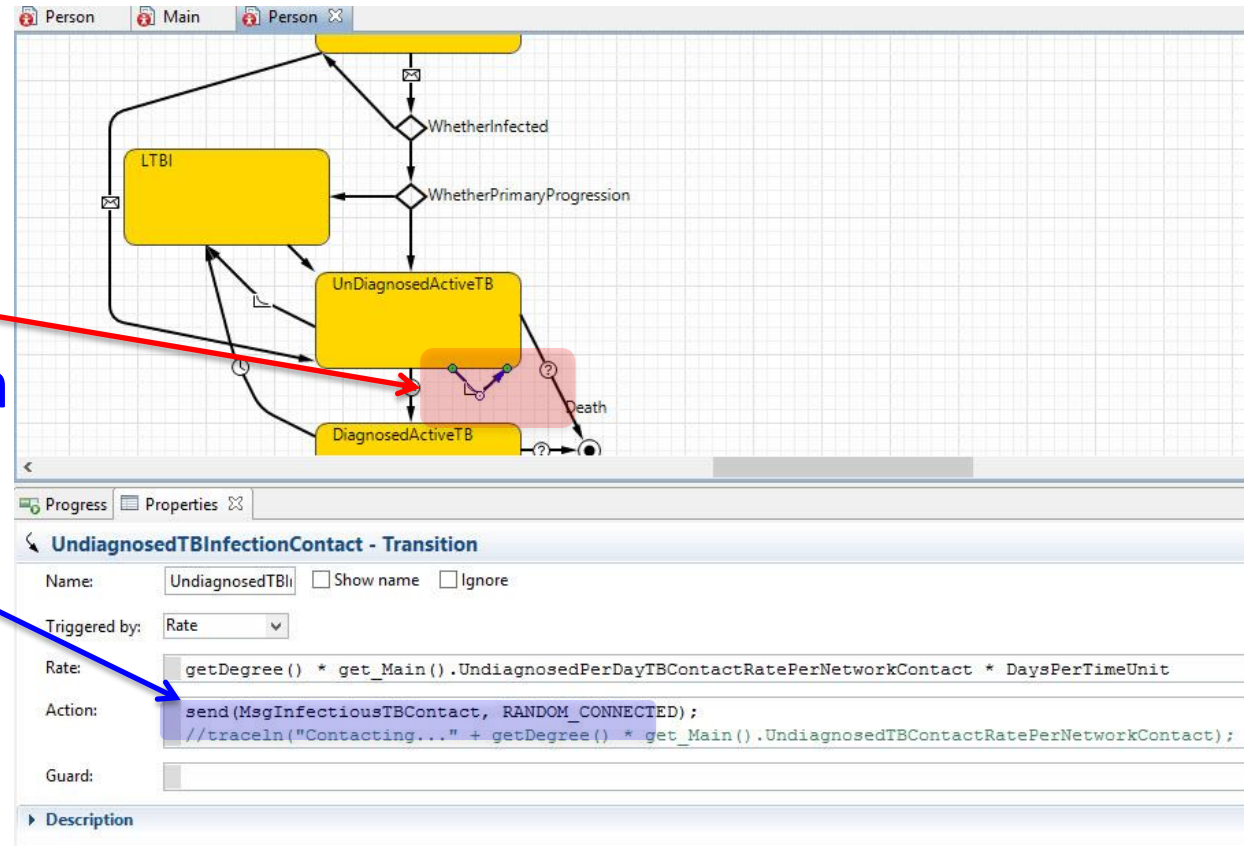 Person Main Person
WhetherInfected
LTBI
WhetherPrimaryProgression
UnDiagnosedActiveTB
Death
DiagnosedActiveTB
Progress Properties
UndiagnosedTBInfectionContact - Transition
Name: UndiagnosedTBI Show name Ignore
Triggered by: Rate
Rate: getDegree() * get_Main().UndiagnosedPerDayTBContactRatePerNetworkContact * DaysPerTimeUnit
Action: send(MsgInfectiousTBContact, RANDOM_CONNECTED);
//traceln("Contacting..." + getDegree() * get_Main().UndiagnosedTBContactRatePerNetworkContact);
Guard:
Description